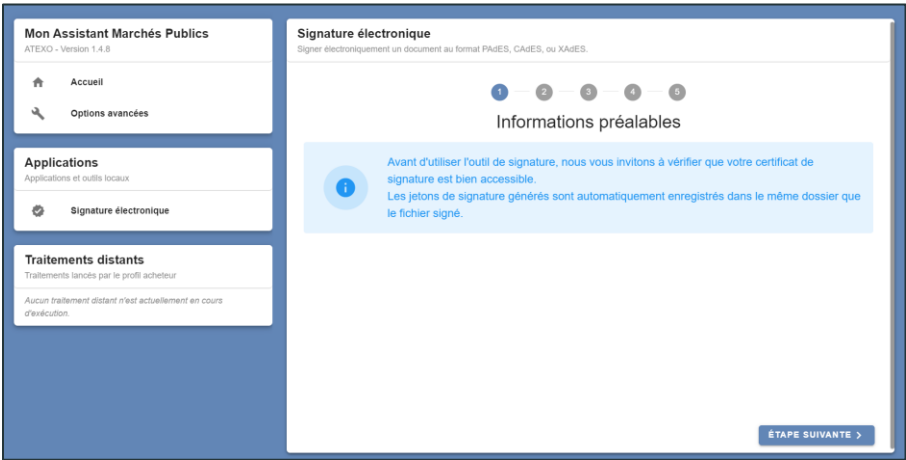 Mon Assistant Marchés Publics
ATEXO - Version 1.4.8
Accueil
Options avancées
Applications
Applications et outils locaux
Signature électronique
Traitements distants
Traitements lancés par le profil acheteur
Aucun traitement distant n'est actuellement en cours
d'exécution.
Signature électronique
Signer électroniquement un document au format PAdES, CAdES, ou XAdES.
1 2 3 4 5
Informations préalables
Avant d'utiliser l'outil de signature, nous vous invitons à vérifier que votre certificat de
signature est bien accessible.
Les jetons de signature générés sont automatiquement enregistrés dans le même dossier que
le fichier signé.
ÉTAPE SUIVANTE